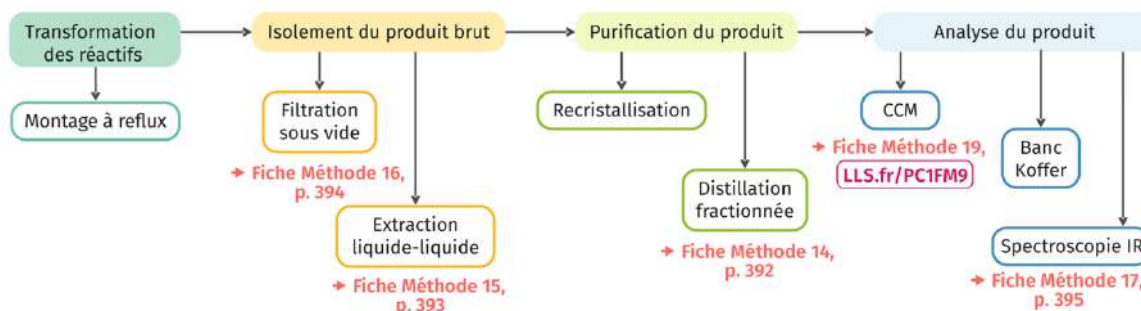 Transformation
des réactifs
Isolement du produit brut
Purification du produit
Analyse du produit
Montage à reflux
Filtration
sous vide
➜ Fiche Méthode 16,
p. 394
Extraction
liquide-liquide
➜ Fiche Méthode 15,
p. 393
Recristallisation
Distillation
fractionnée
➜ Fiche Méthode 14,
p. 392
CCM
➜ Fiche Méthode 19,
LLS.fr/PC1FM9
Banc
Koffer
Spectroscopie IR
➜ Fiche Méthode 17,
p. 395